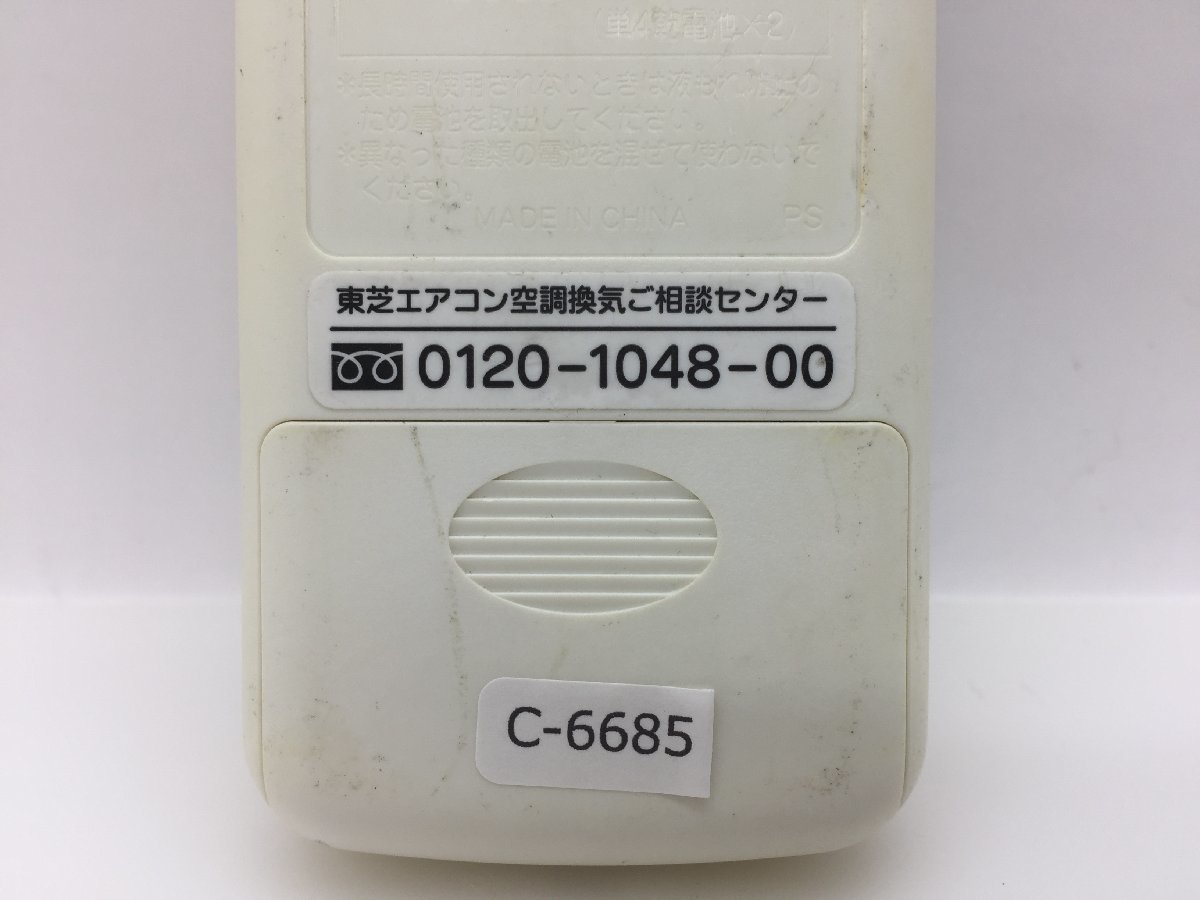 (単4乾電池×2)
※長時間使用されないときは液もれ防止の
ため電池を取出してください。
※異なった種類の電池を混ぜて使わないで
ください。
MADE IN CHINA PS
東芝エアコン空調換気ご相談センター
0120-1048-00
C-6685